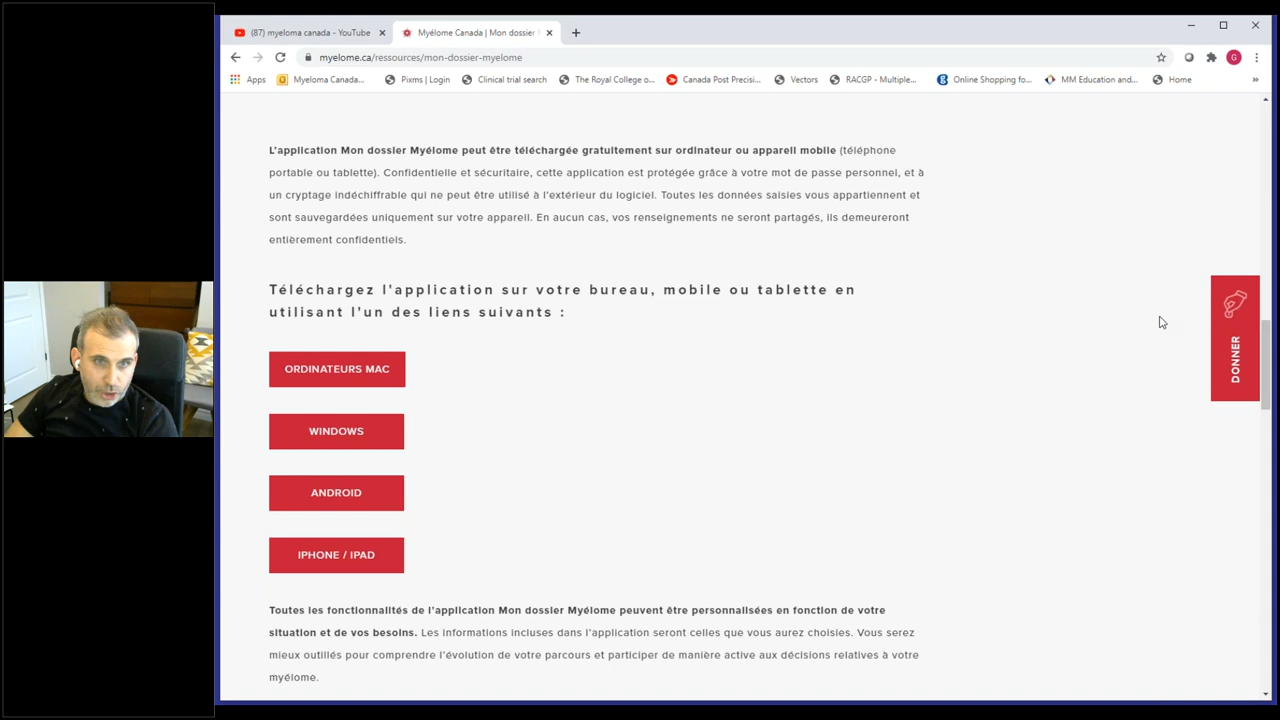 (87) myeloma canada - YouTube
Myélome Canada | Mon dossier
myelome.ca/ressources/mon-dossier-myelome
G
Apps
Myeloma Canada...
Pixms | Login
Clinical trial search
The Royal College o...
Canada Post Precisi...
Vectors
RACGP - Multiple...
Online Shopping fo...
MM Education and...
Home
»
L'application Mon dossier Myélome peut être téléchargée gratuitement sur ordinateur ou appareil mobile (téléphone
portable ou tablette). Confidentielle et sécuritaire, cette application est protégée grâce à votre mot de passe personnel, et à
un cryptage indéchiffrable qui ne peut être utilisé à l'extérieur du logiciel. Toutes les données saisies vous appartiennent et
sont sauvegardées uniquement sur votre appareil. En aucun cas, vos renseignements ne seront partagés, ils demeureront
entièrement confidentiels.
Téléchargez l'application sur votre bureau, mobile ou tablette en
utilisant l'un des liens suivants :
ORDINATEURS MAC
WINDOWS
ANDROID
IPHONE / IPAD
DONNER
Toutes les fonctionnalités de l'application Mon dossier Myélome peuvent être personnalisées en fonction de votre
situation et de vos besoins. Les informations incluses dans l'application seront celles que vous aurez choisies. Vous serez
mieux outillés pour comprendre l'évolution de votre parcours et participer de manière active aux décisions relatives à votre
myélome.